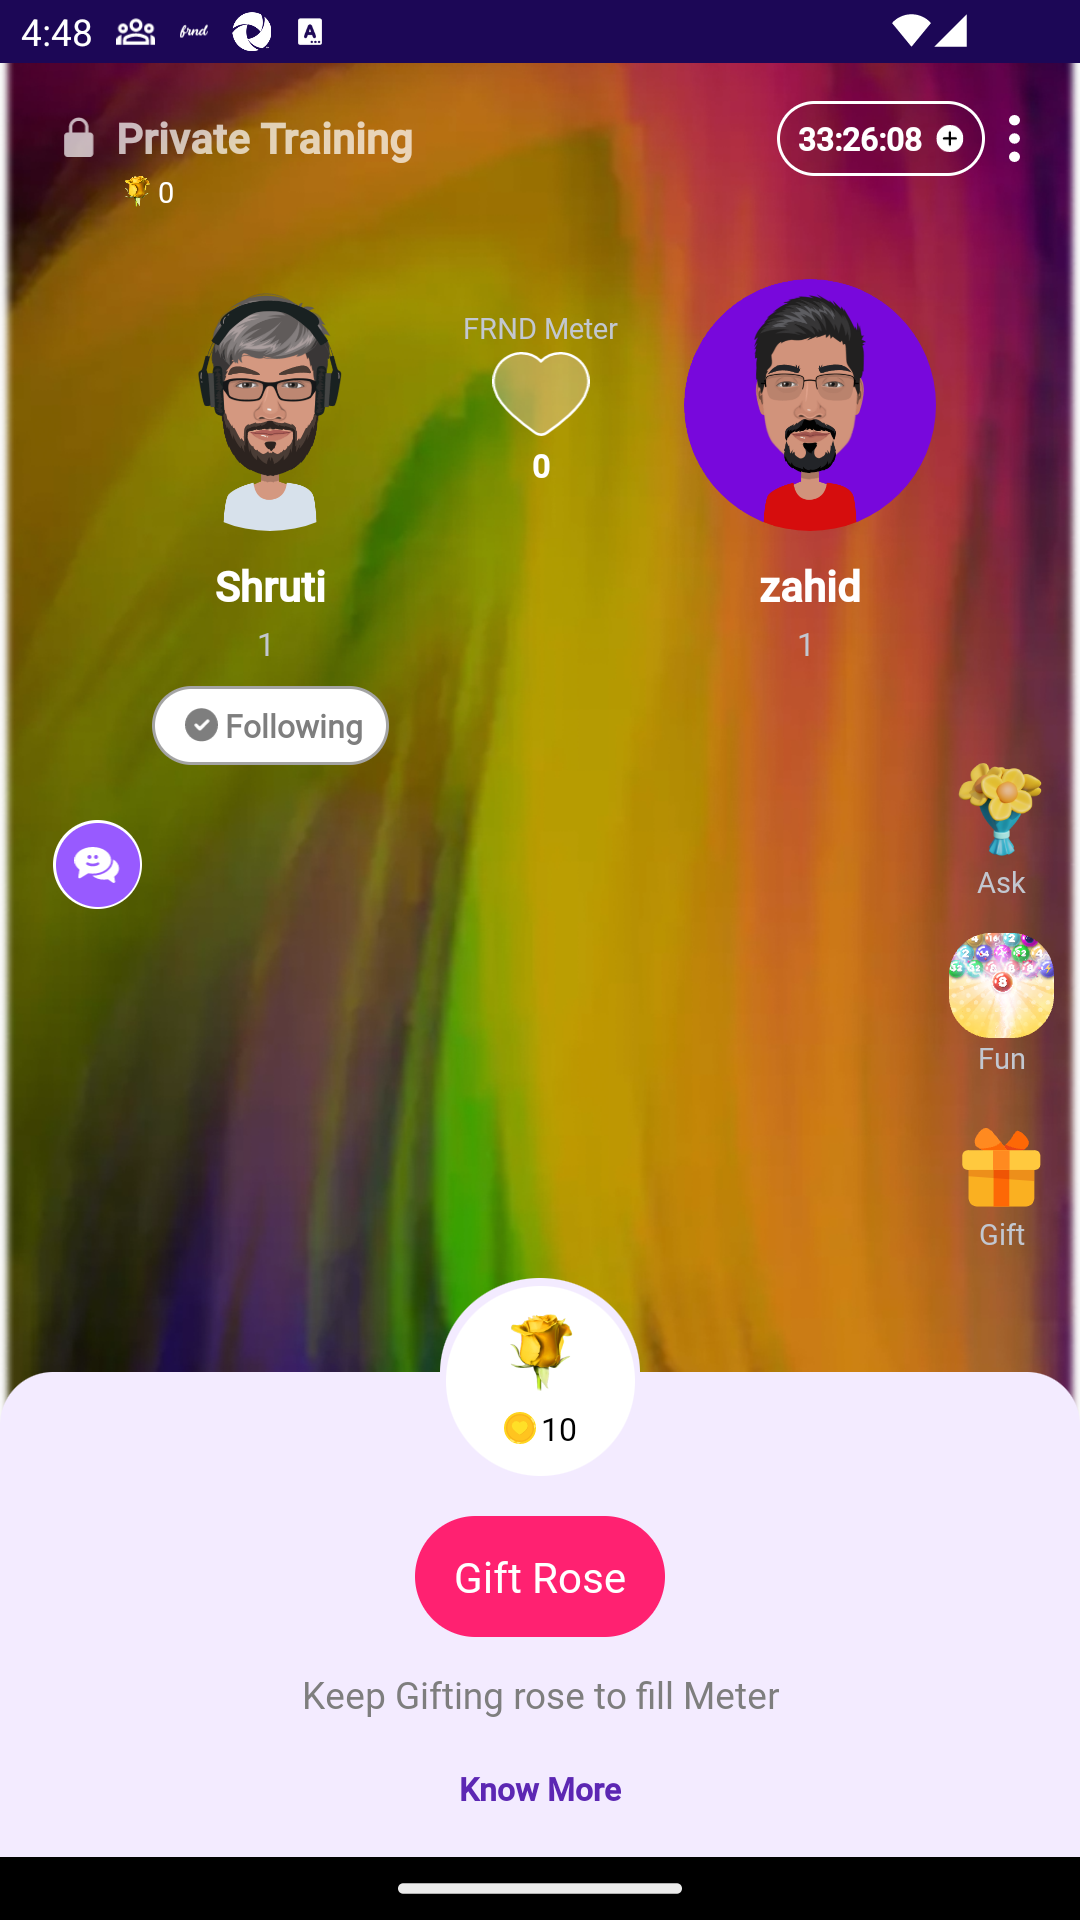 4:48 frnd A
Private Training
33:26:08
0
FRND Meter
0
Shruti
zahid
1
1
Following
Ask
8
Fun
Gift
10
Gift Rose
Keep Gifting rose to fill Meter
Know More